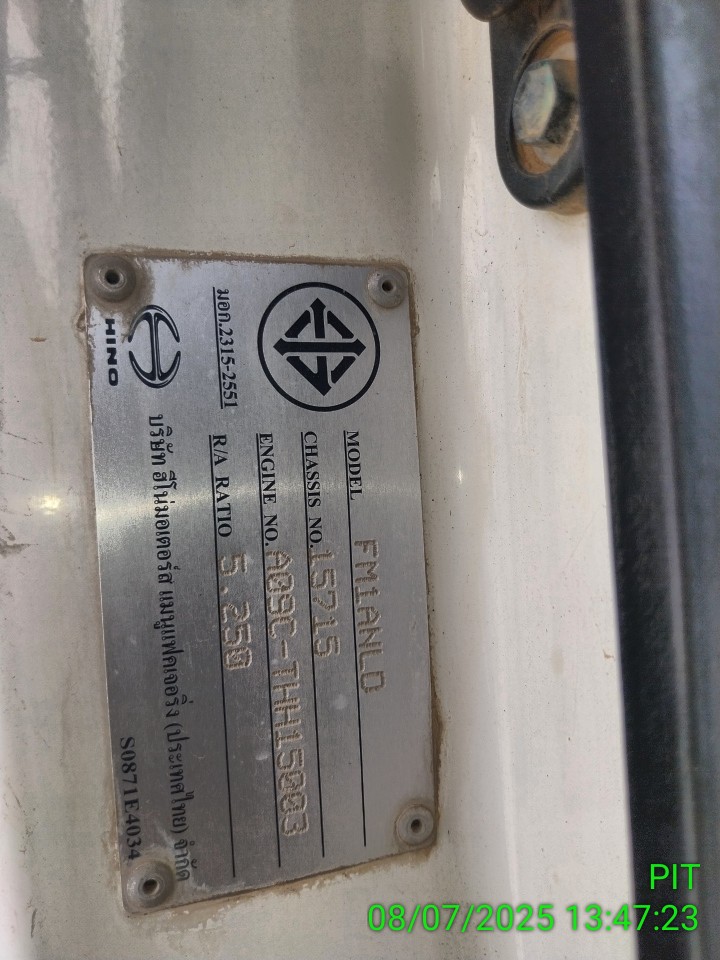 มอก.2315-2551
MODEL FM1ANLD
CHASSIS NO. 15715
ENGINE NO. A09C-THH15003
R/A RATIO 5.250
HINO
บริษัท ฮีโน่มอเตอร์ส แมนูแฟคเจอริ่ง (ประเทศไทย) จำกัด
S0871E4034
PIT
08/07/2025 13:47:23